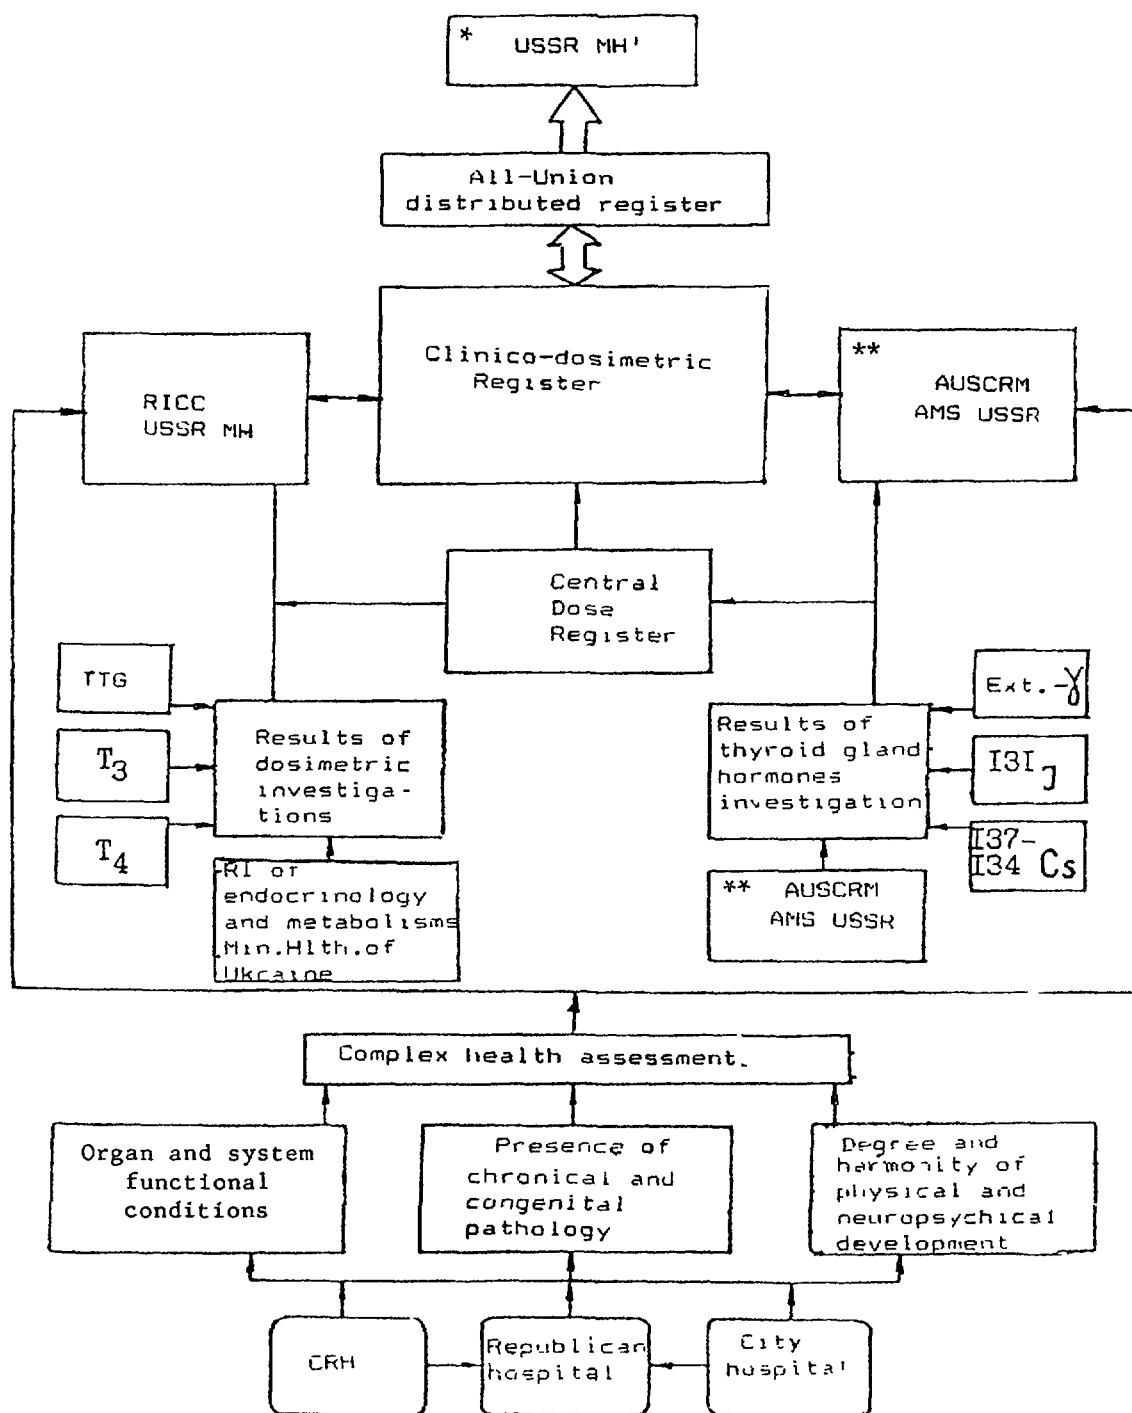 * USSR MH'
All-Union
distributed register
Clinico-dosimetric
Register
RICC
USSR MH
**
AUSCRM
AMS USSR
Central
Dose
Register
TTG
T3
T4
Results of
dosimetric
investiga-
tions
RI of
endocrinology
and metabolisms
Min.Hlth.of
Ukraine
Results of
thyroid gland
hormones
investigation
Ext.-γ
I3I J
I37-
I34 Cs
** AUSCRM
AMS USSR
Complex health assessment.
Organ and system
functional
conditions
Presence of
chronical and
congenital
pathology
Degree and
harmonity of
physical and
neuropsychical
development
CRH
Republican
hospital
City
hospital